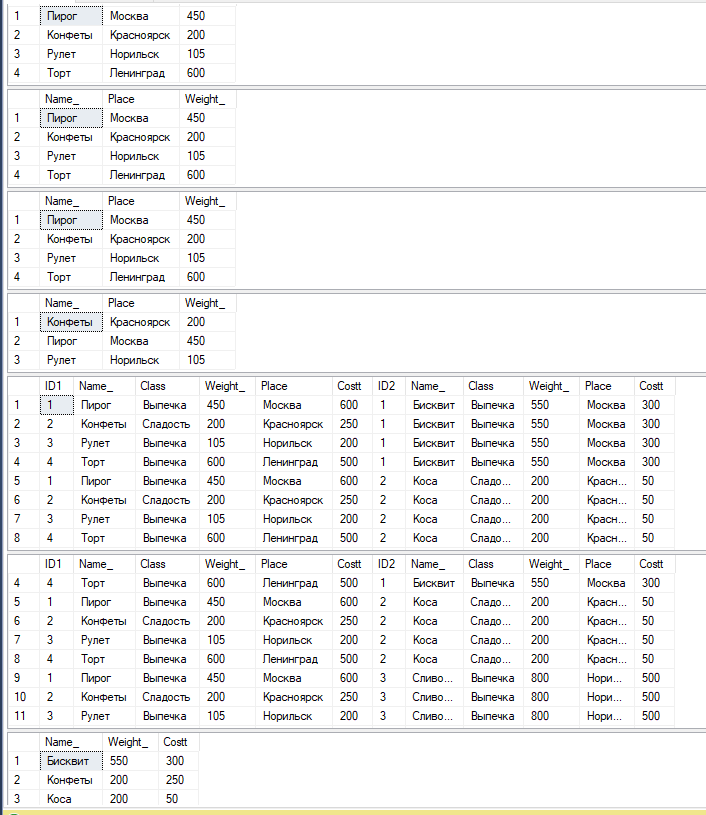 1 Пирог Москва 450
2 Конфеты Красноярск 200
3 Рулет Норильск 105
4 Торт Ленинград 600
Name_ Place Weight_
1 Пирог Москва 450
2 Конфеты Красноярск 200
3 Рулет Норильск 105
4 Торт Ленинград 600
Name_ Place Weight_
1 Пирог Москва 450
2 Конфеты Красноярск 200
3 Рулет Норильск 105
4 Торт Ленинград 600
Name_ Place Weight_
1 Конфеты Красноярск 200
2 Пирог Москва 450
3 Рулет Норильск 105
ID1 Name_ Class Weight_ Place Costt ID2 Name_ Class Weight_ Place Costt
1 1 Пирог Выпечка 450 Москва 600 1 Бисквит Выпечка 550 Москва 300
2 2 Конфеты Сладость 200 Красноярск 250 1 Бисквит Выпечка 550 Москва 300
3 3 Рулет Выпечка 105 Норильск 200 1 Бисквит Выпечка 550 Москва 300
4 4 Торт Выпечка 600 Ленинград 500 1 Бисквит Выпечка 550 Москва 300
5 1 Пирог Выпечка 450 Москва 600 2 Коса Сладо... 200 Красн... 50
6 2 Конфеты Сладость 200 Красноярск 250 2 Коса Сладо... 200 Красн... 50
7 3 Рулет Выпечка 105 Норильск 200 2 Коса Сладо... 200 Красн... 50
8 4 Торт Выпечка 600 Ленинград 500 2 Коса Сладо... 200 Красн... 50
ID1 Name_ Class Weight_ Place Costt ID2 Name_ Class Weight_ Place Costt
4 4 Торт Выпечка 600 Ленинград 500 1 Бисквит Выпечка 550 Москва 300
5 1 Пирог Выпечка 450 Москва 600 2 Коса Сладо... 200 Красн... 50
6 2 Конфеты Сладость 200 Красноярск 250 2 Коса Сладо... 200 Красн... 50
7 3 Рулет Выпечка 105 Норильск 200 2 Коса Сладо... 200 Красн... 50
8 4 Торт Выпечка 600 Ленинград 500 2 Коса Сладо... 200 Красн... 50
9 1 Пирог Выпечка 450 Москва 600 3 Сливо... Выпечка 800 Нори... 500
10 2 Конфеты Сладость 200 Красноярск 250 3 Сливо... Выпечка 800 Нори... 500
11 3 Рулет Выпечка 105 Норильск 200 3 Сливо... Выпечка 800 Нори... 500
Name_ Weight_ Costt
1 Бисквит 550 300
2 Конфеты 200 250
3 Коса 200 50